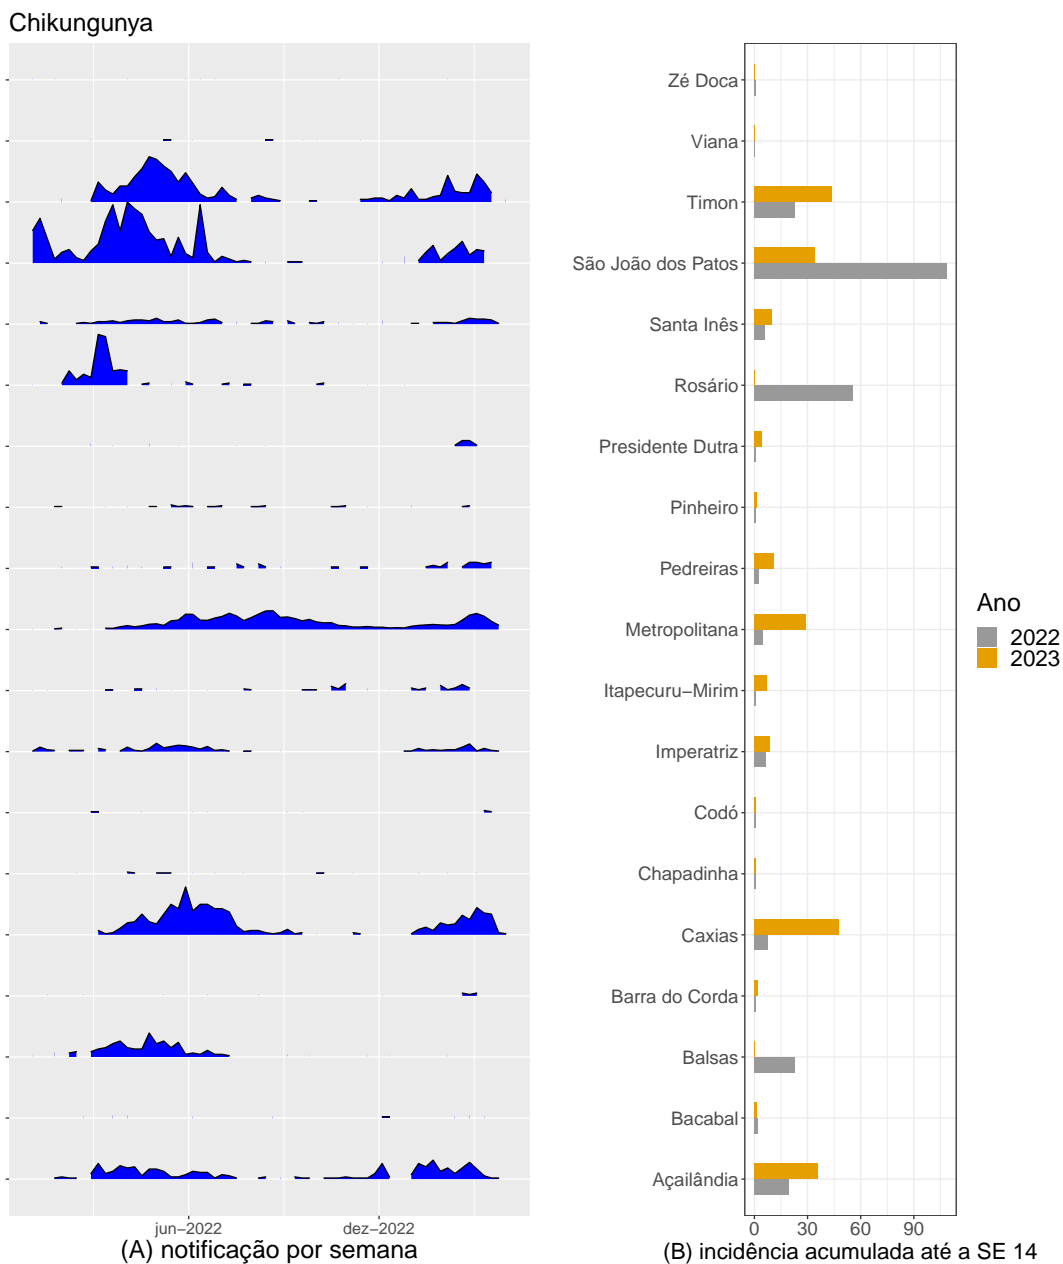 Chikungunya
Zé Doca
Viana
Timon
São João dos Patos
Santa Inês
Rosário
Presidente Dutra
Pinheiro
Pedreiras
Metropolitana
Itapecuru−Mirim
Imperatriz
Codó
Chapadinha
Caxias
Barra do Corda
Balsas
Bacabal
Açailândia
Ano
2022
2023
jun−2022 dez−2022
0 30 60 90
(A) notificação por semana
(B) incidência acumulada até a SE 14